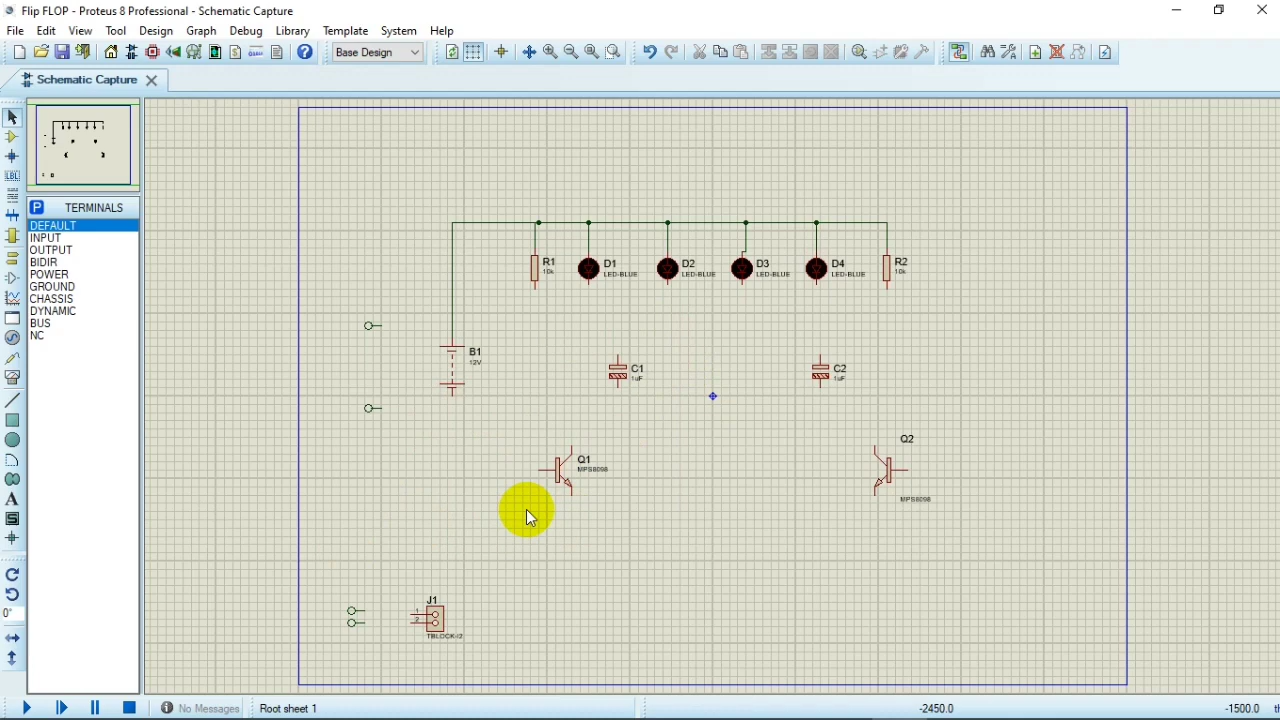 Flip FLOP - Proteus 8 Professional - Schematic Capture
File Edit View Tool Design Graph Debug Library Template System Help
Base Design
Schematic Capture
P TERMINALS
DEFAULT
INPUT
OUTPUT
BIDIR
POWER
GROUND
CHASSIS
DYNAMIC
BUS
NC
LBL
A
S
0°
R1
10k
D1
LED-BLUE
D2
LED-BLUE
D3
LED-BLUE
D4
LED-BLUE
R2
10k
B1
12V
C1
1uF
C2
1uF
Q1
MPS8098
Q2
MPS8098
J1
1
2
TBLOCK-I2
No Messages
Root sheet 1
-2450.0
-1500.0